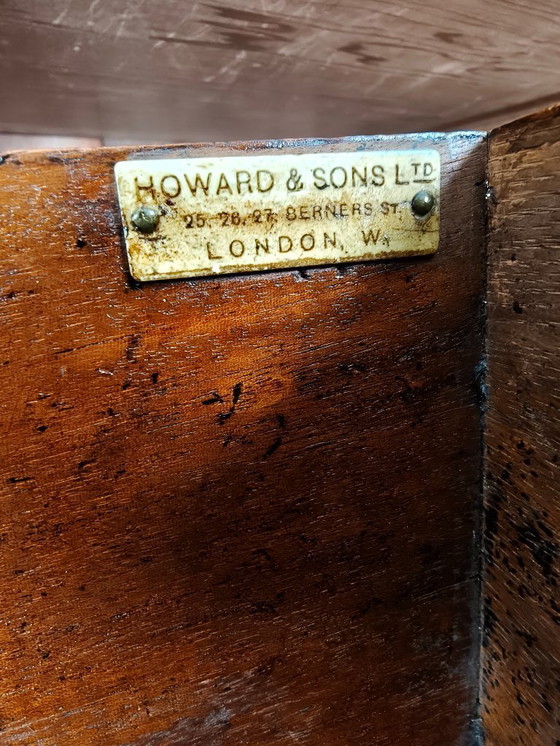 HOWARD & SONS LTD
25, 26, 27, BERNERS ST.
LONDON, W.